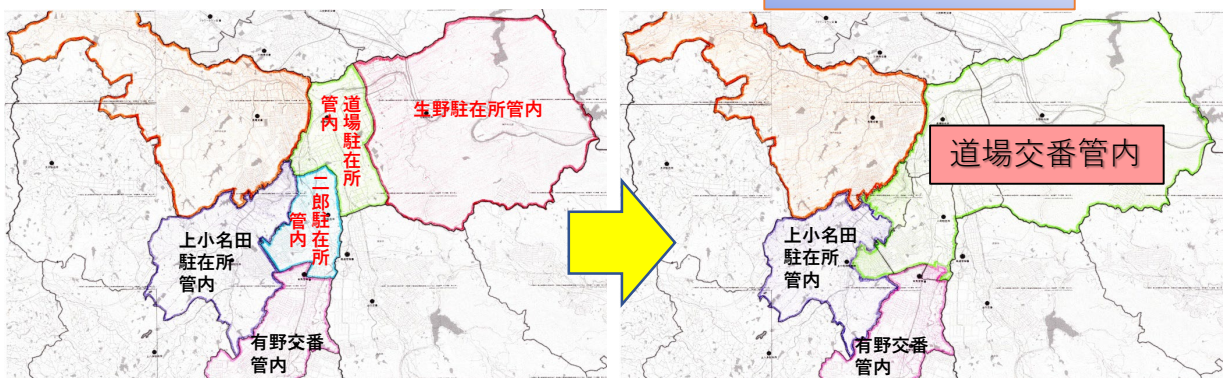 道場駐在所
管内
生野駐在所管内
二郎駐在所
管内
上小名田
駐在所
管内
有野交番
管内
道場交番管内
上小名田
駐在所
管内
有野交番
管内